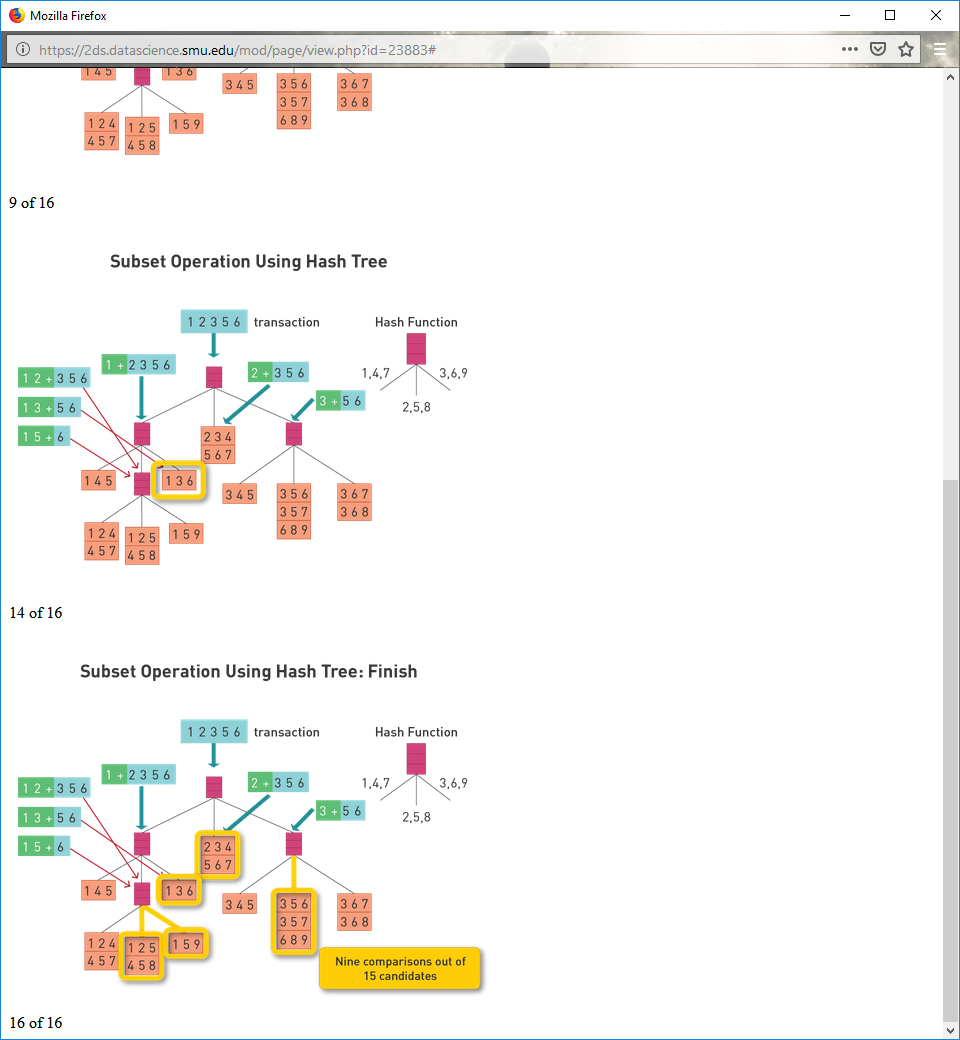 Mozilla Firefox
https://2ds.datascience.smu.edu/mod/page/view.php?id=23883#
1 4 5
1 3 6
3 4 5
3 5 6
3 5 7
6 8 9
3 6 7
3 6 8
1 2 4
4 5 7
1 2 5
4 5 8
1 5 9
9 of 16
Subset Operation Using Hash Tree
1 2 3 5 6 transaction
Hash Function
1 + 2 3 5 6
2 + 3 5 6
1,4,7
3,6,9
1 2 + 3 5 6
3 + 5 6
2,5,8
1 3 + 5 6
1 5 + 6
2 3 4
5 6 7
1 4 5
1 3 6
3 4 5
3 5 6
3 5 7
6 8 9
3 6 7
3 6 8
1 2 4
4 5 7
1 2 5
4 5 8
1 5 9
14 of 16
Subset Operation Using Hash Tree: Finish
1 2 3 5 6 transaction
Hash Function
1 + 2 3 5 6
2 + 3 5 6
1,4,7
3,6,9
1 2 + 3 5 6
3 + 5 6
2,5,8
1 3 + 5 6
1 5 + 6
2 3 4
5 6 7
1 4 5
1 3 6
3 4 5
3 5 6
3 5 7
6 8 9
3 6 7
3 6 8
1 2 4
4 5 7
1 2 5
4 5 8
1 5 9
Nine comparisons out of
15 candidates
16 of 16